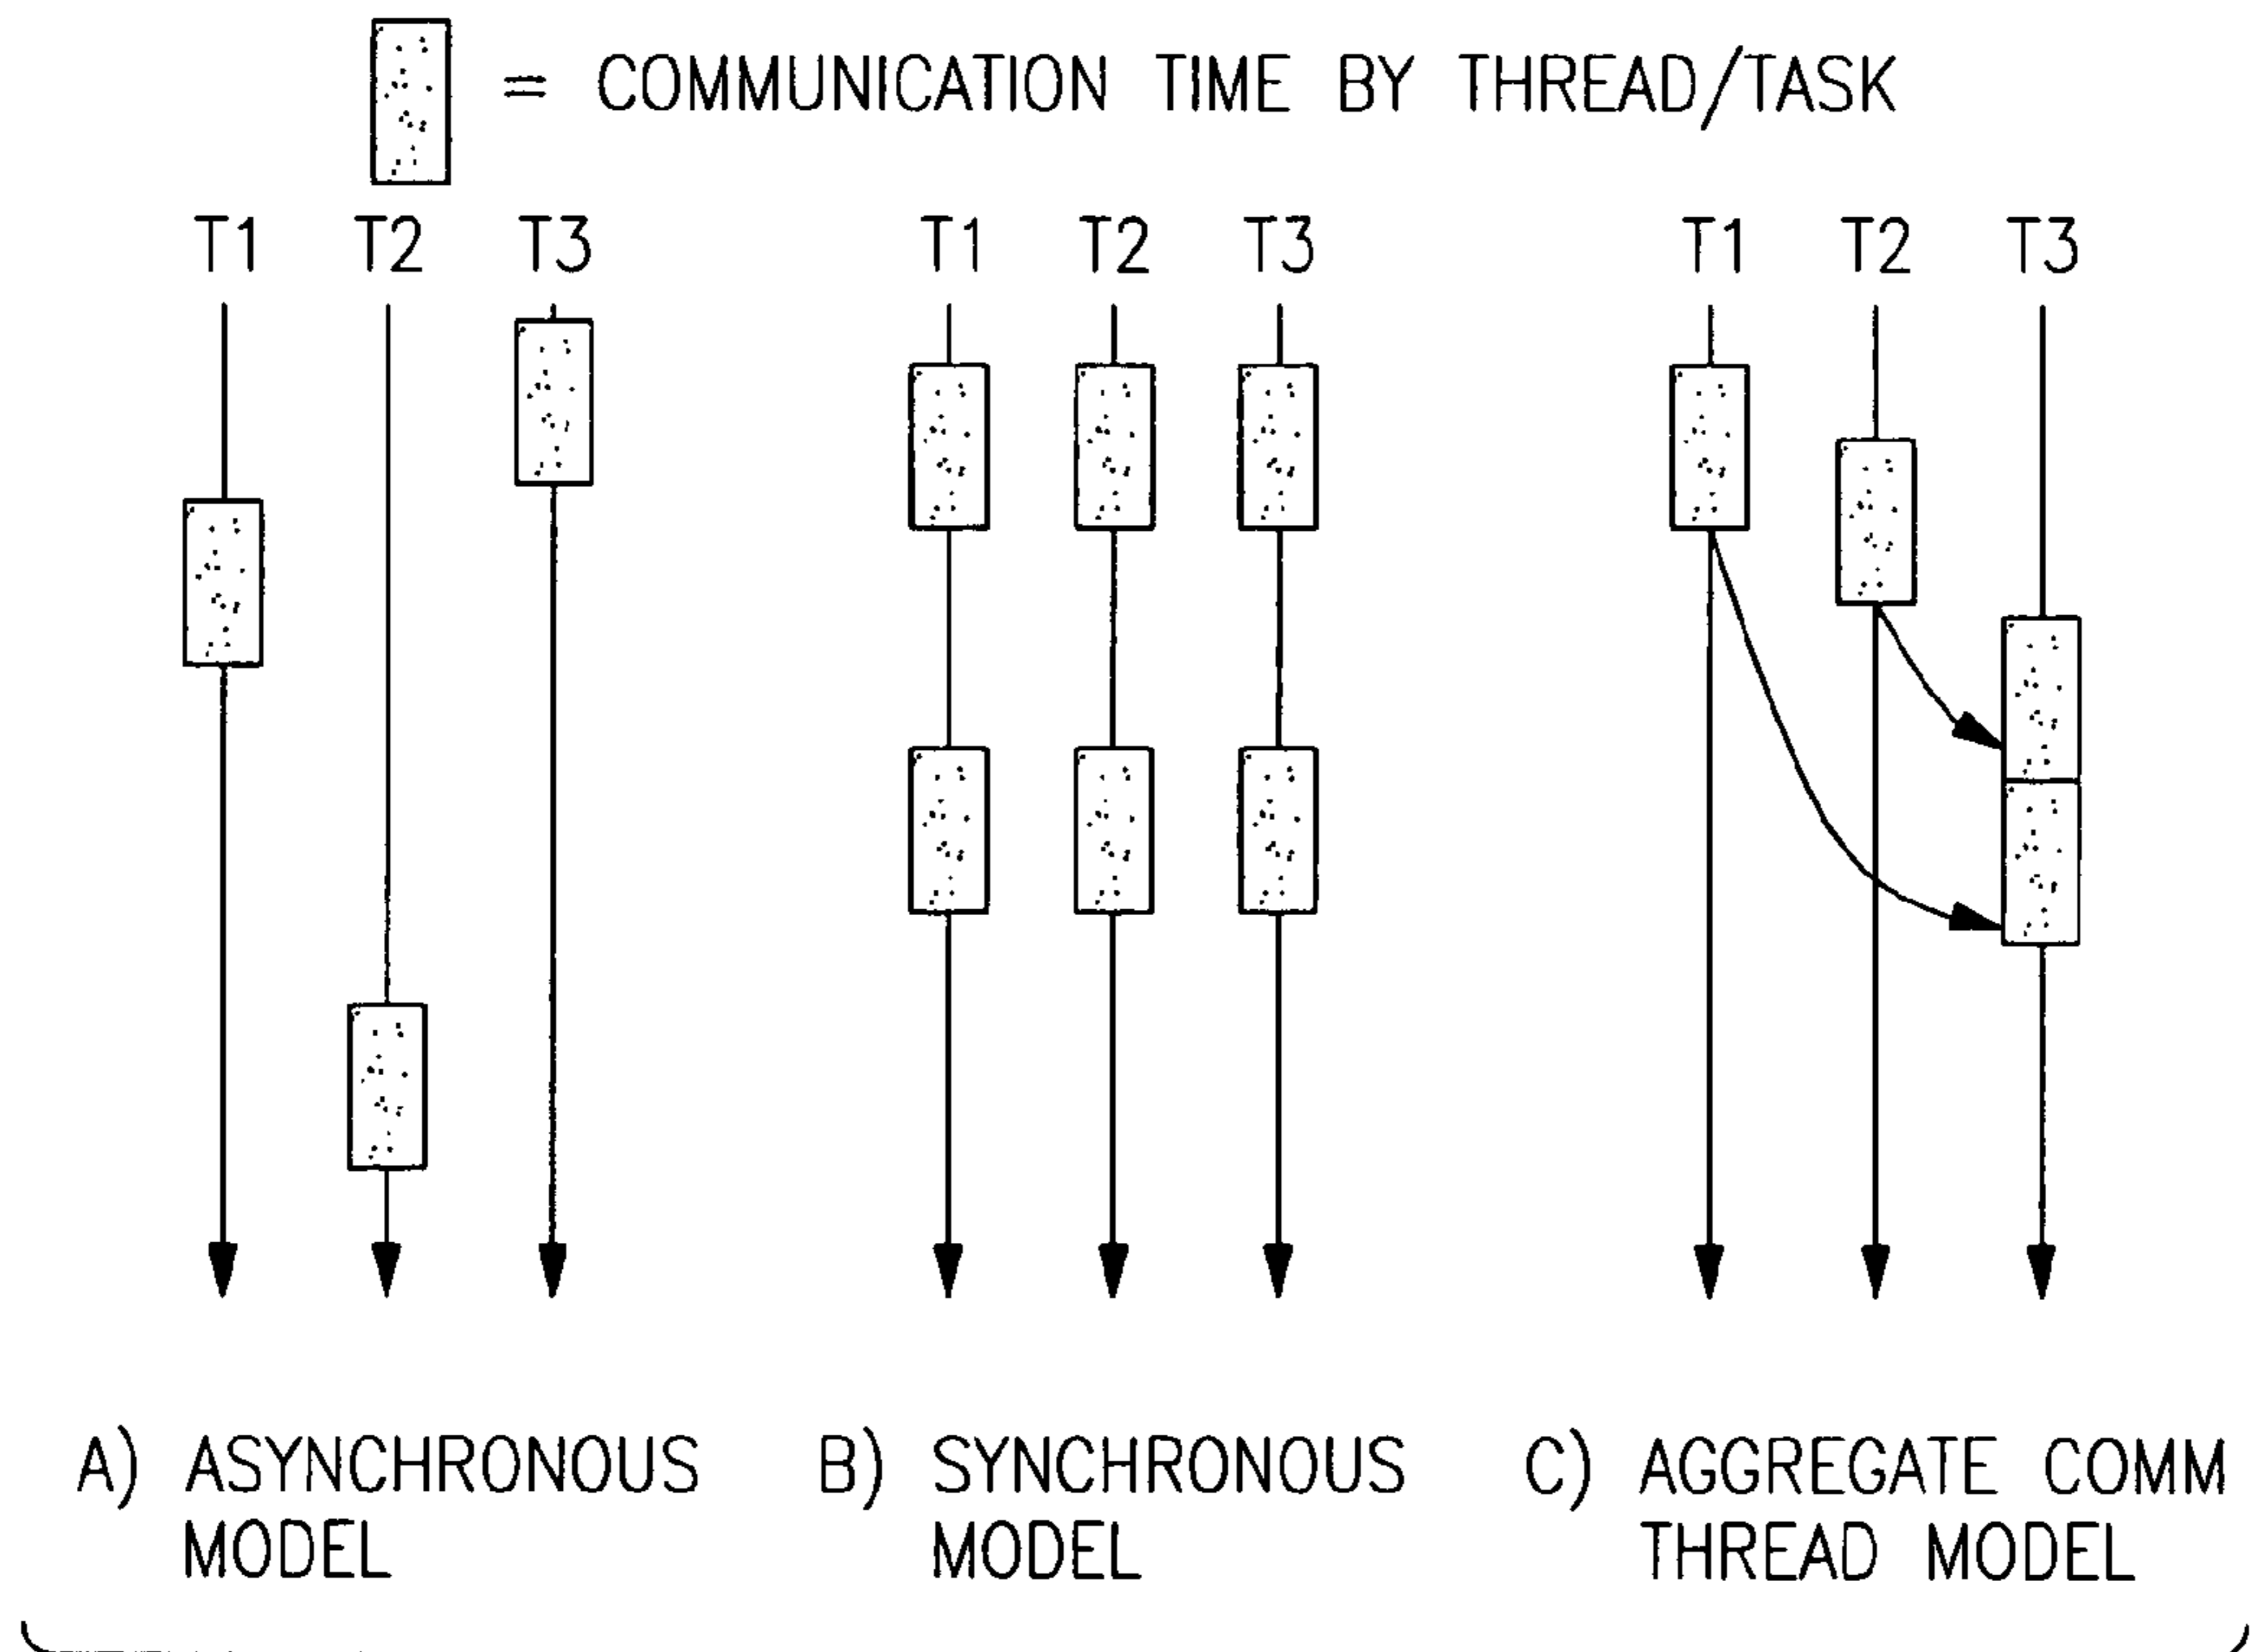 = COMMUNICATION TIME BY THREAD/TASK
T1 T2 T3
T1 T2 T3
T1 T2 T3
A) ASYNCHRONOUS
MODEL
B) SYNCHRONOUS
MODEL
C) AGGREGATE COMM
THREAD MODEL